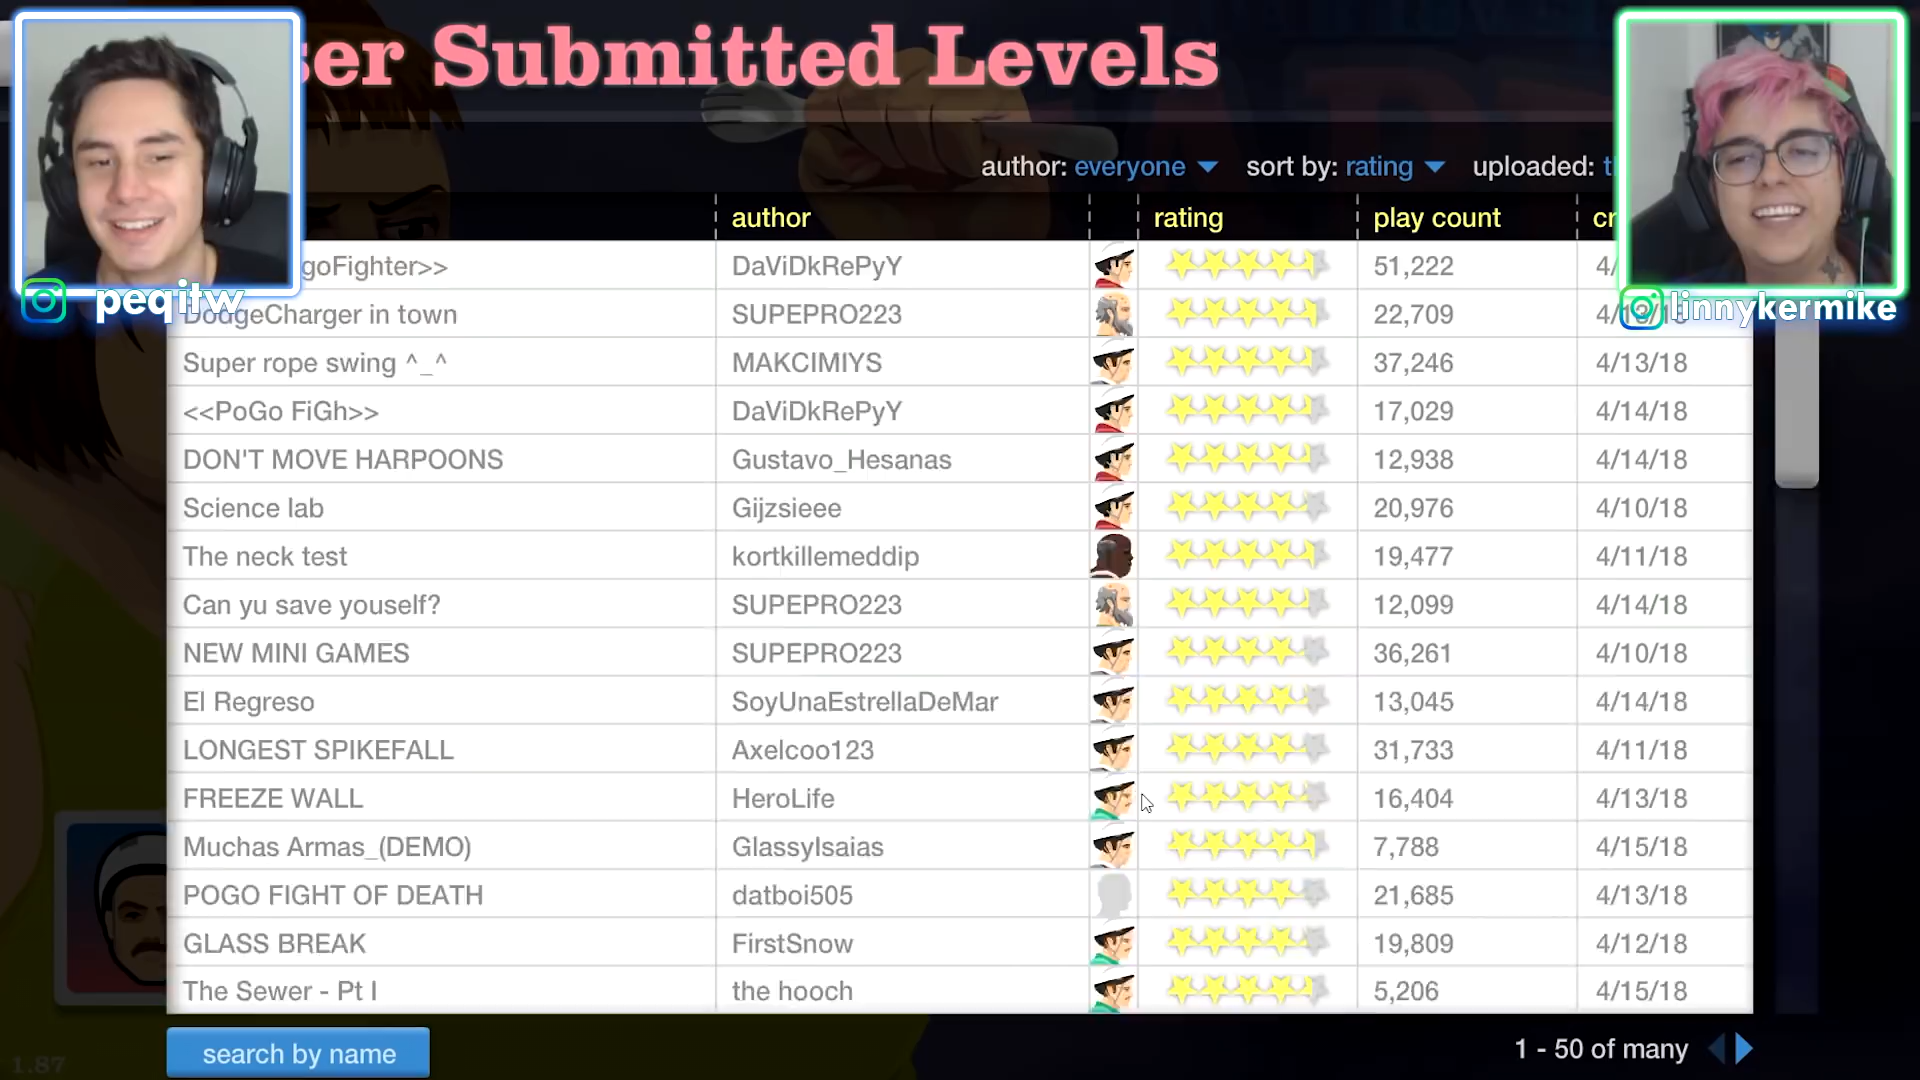 ser Submitted Levels
author: everyone sort by: rating uploaded:
author rating play count
goFighter>> DaViDkRePyY 51,222 4/
DodgeCharger in town SUPEPRO223 22,709 4/13/18
Super rope swing ^_^ MAKCIMIYS 37,246 4/13/18
<<PoGo FiGh>> DaViDkRePyY 17,029 4/14/18
DON'T MOVE HARPOONS Gustavo_Hesanas 12,938 4/14/18
Science lab Gijzsieee 20,976 4/10/18
The neck test kortkillemeddip 19,477 4/11/18
Can yu save youself? SUPEPRO223 12,099 4/14/18
NEW MINI GAMES SUPEPRO223 36,261 4/10/18
El Regreso SoyUnaEstrellaDeMar 13,045 4/14/18
LONGEST SPIKEFALL Axelcoo123 31,733 4/11/18
FREEZE WALL HeroLife 16,404 4/13/18
Muchas Armas_(DEMO) GlassyIsaias 7,788 4/15/18
POGO FIGHT OF DEATH datboi505 21,685 4/13/18
GLASS BREAK FirstSnow 19,809 4/12/18
The Sewer - Pt I the hooch 5,206 4/15/18
search by name 1 - 50 of many
1.87
peqitw
linnykermike